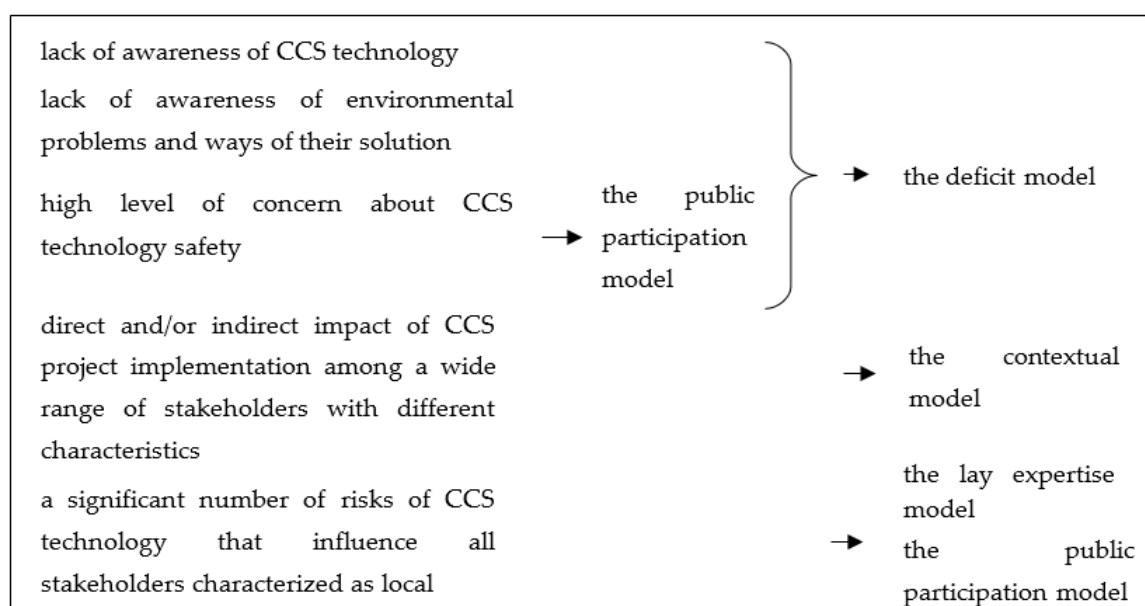 lack of awareness of CCS technology
lack of awareness of environmental
problems and ways of their solution
high level of concern about CCS
technology safety
the public
participation
model
the deficit model
direct and/or indirect impact of CCS
project implementation among a wide
range of stakeholders with different
characteristics
the contextual
model
a significant number of risks of CCS
technology that influence all
stakeholders characterized as local
the lay expertise
model
the public
participation model